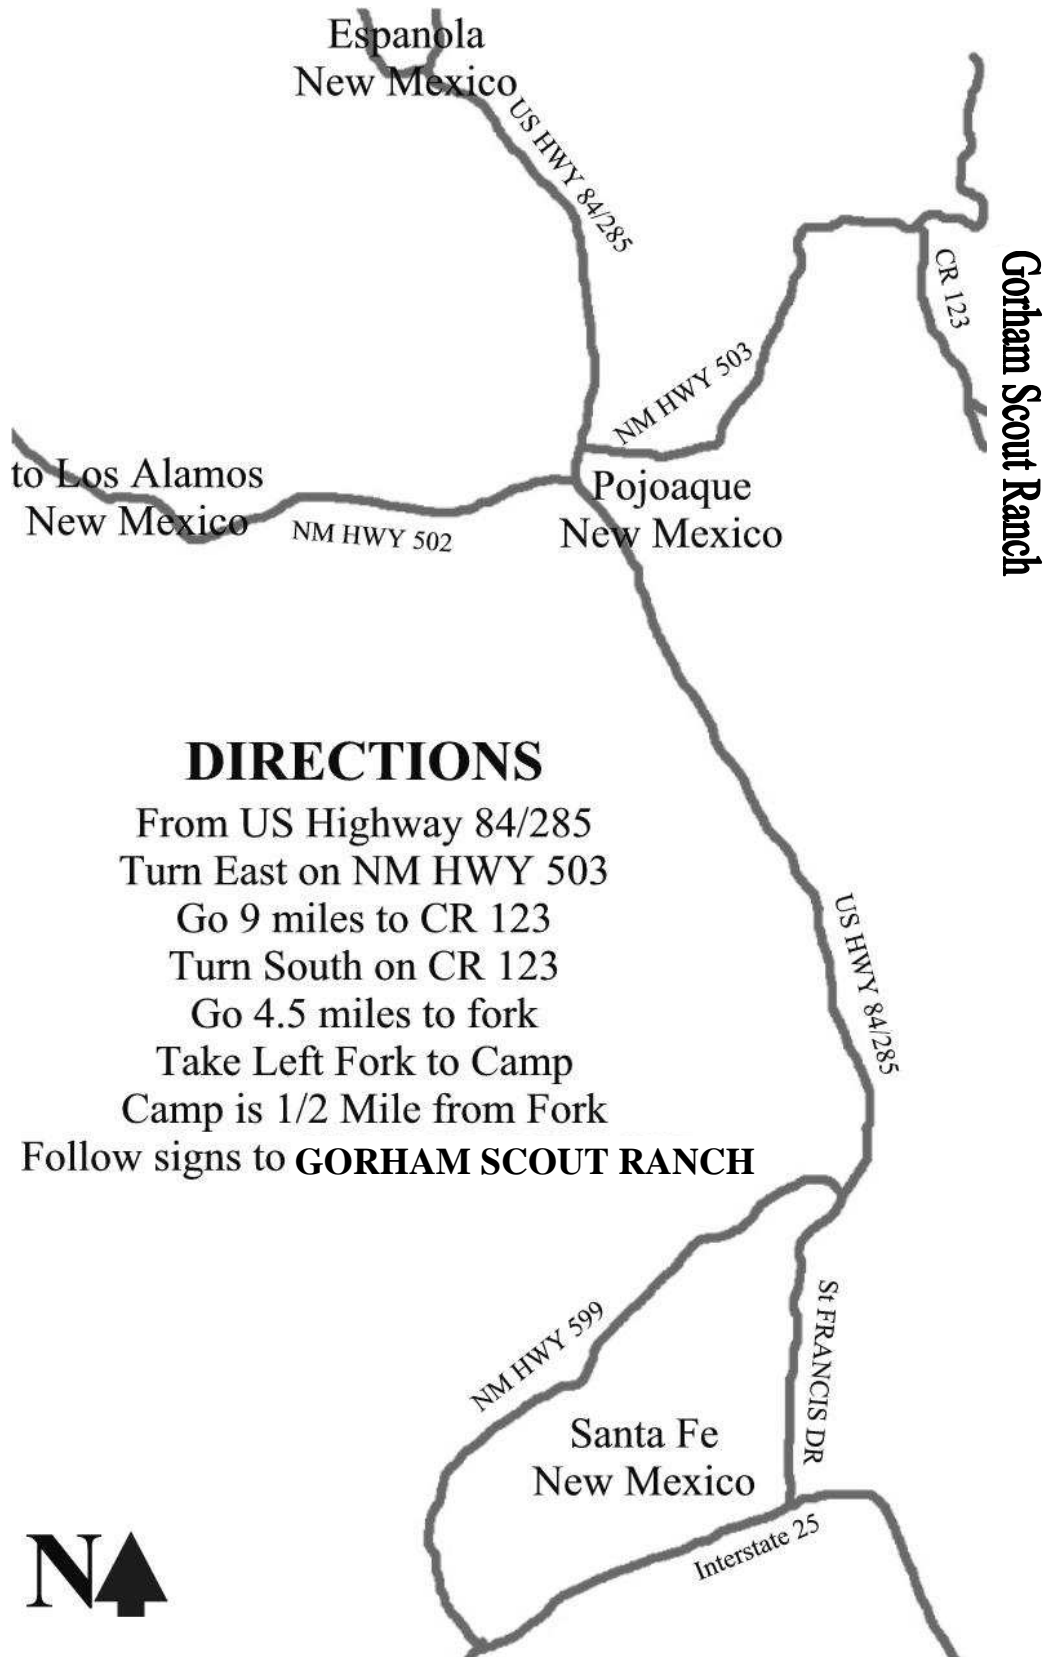 Espanola
New Mexico
US HWY 84/285
CR 123
Gorham Scout Ranch
NM HWY 503
to Los Alamos
New Mexico
NM HWY 502
Pojoaque
New Mexico
DIRECTIONS
From US Highway 84/285
Turn East on NM HWY 503
Go 9 miles to CR 123
Turn South on CR 123
Go 4.5 miles to fork
Take Left Fork to Camp
Camp is 1/2 Mile from Fork
Follow signs to GORHAM SCOUT RANCH
US HWY 84/285
NM HWY 599
St FRANCIS DR
Santa Fe
New Mexico
Interstate 25
N